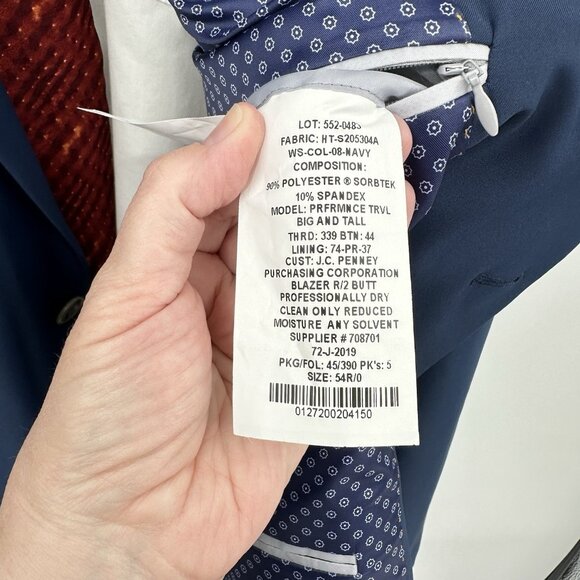 LOT: 552-0483
FABRIC: HT-S205304A
WS-COL-08-NAVY
COMPOSITION:
90% POLYESTER ® SORBTEK
10% SPANDEX
MODEL: PRFRMNCE TRVL
BIG AND TALL
THRD: 339 BTN: 44
LINING: 74-PR-37
CUST: J.C. PENNEY
PURCHASING CORPORATION
BLAZER R/2 BUTT
PROFESSIONALLY DRY
CLEAN ONLY REDUCED
MOISTURE ANY SOLVENT
SUPPLIER # 708701
72-J-2019
PKG/FOL: 45/390 PK's: 5
SIZE: 54R/0
0127200204150